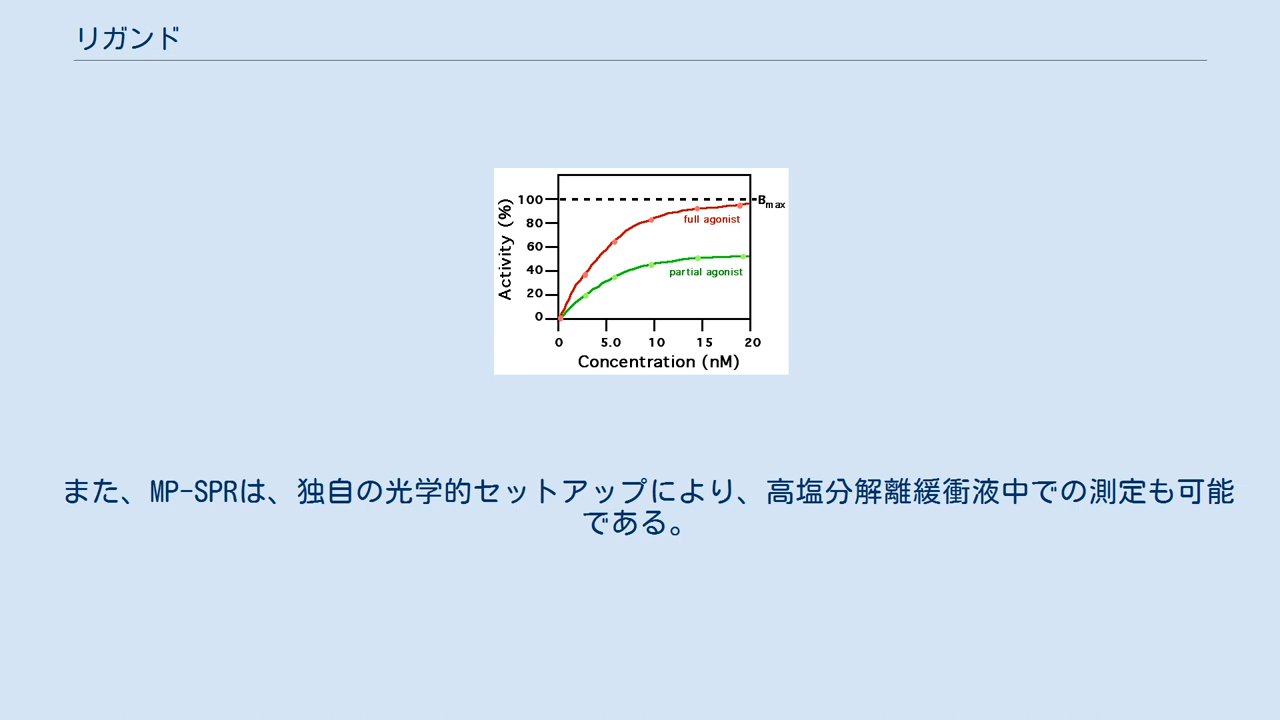 リガンド
100
80
60
40
20
0
Activity (%)
Bmax
full agonist
partial agonist
0 5.0 10 15 20
Concentration (nM)
また、MP-SPRは、独自の光学的セットアップにより、高塩分解離緩衝液中での測定も可能
である。